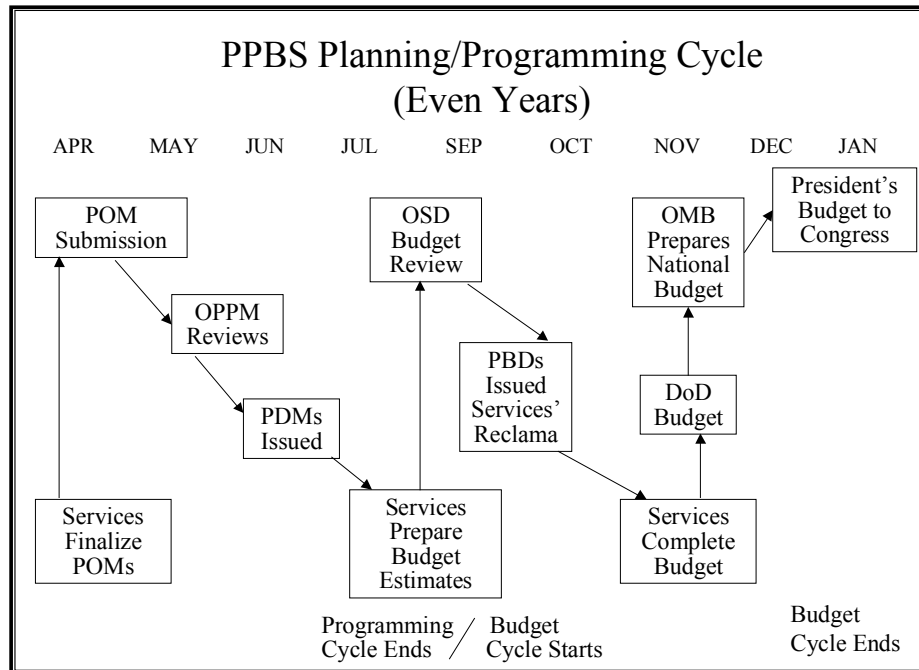 PPBS Planning/Programming Cycle
(Even Years)
APR MAY JUN JUL SEP OCT NOV DEC JAN
POM
Submission
OPPM
Reviews
PDMs
Issued
Services
Finalize
POMs
Services
Prepare
Budget
Estimates
OSD
Budget
Review
PBDs
Issued
Services’
Reclama
Services
Complete
Budget
DoD
Budget
OMB
Prepares
National
Budget
President’s
Budget to
Congress
Programming
Cycle Ends
Budget
Cycle Starts
Budget
Cycle Ends